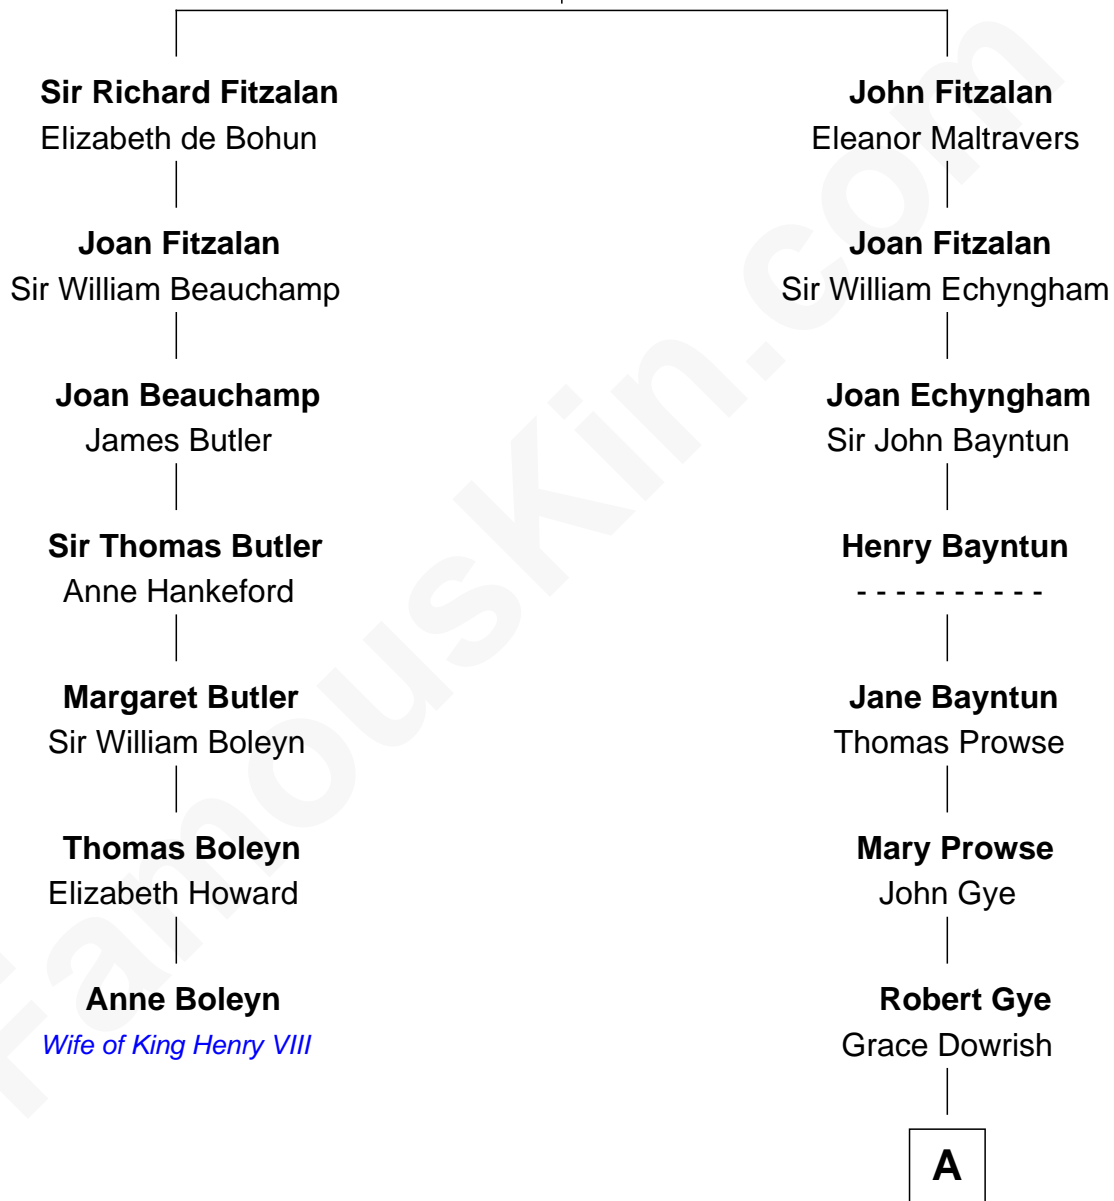 Sir Richard Fitzalan
Elizabeth de Bohun
John Fitzalan
Eleanor Maltravers
Joan Fitzalan
Sir William Beauchamp
Joan Fitzalan
Sir William Echyngham
Joan Beauchamp
James Butler
Joan Echyngham
Sir John Bayntun
Sir Thomas Butler
Anne Hankeford
Henry Bayntun
- - - - - - - - - -
Margaret Butler
Sir William Boleyn
Jane Bayntun
Thomas Prowse
Thomas Boleyn
Elizabeth Howard
Mary Prowse
John Gye
Anne Boleyn
Wife of King Henry VIII
Robert Gye
Grace Dowrish
A
FamousKin.com